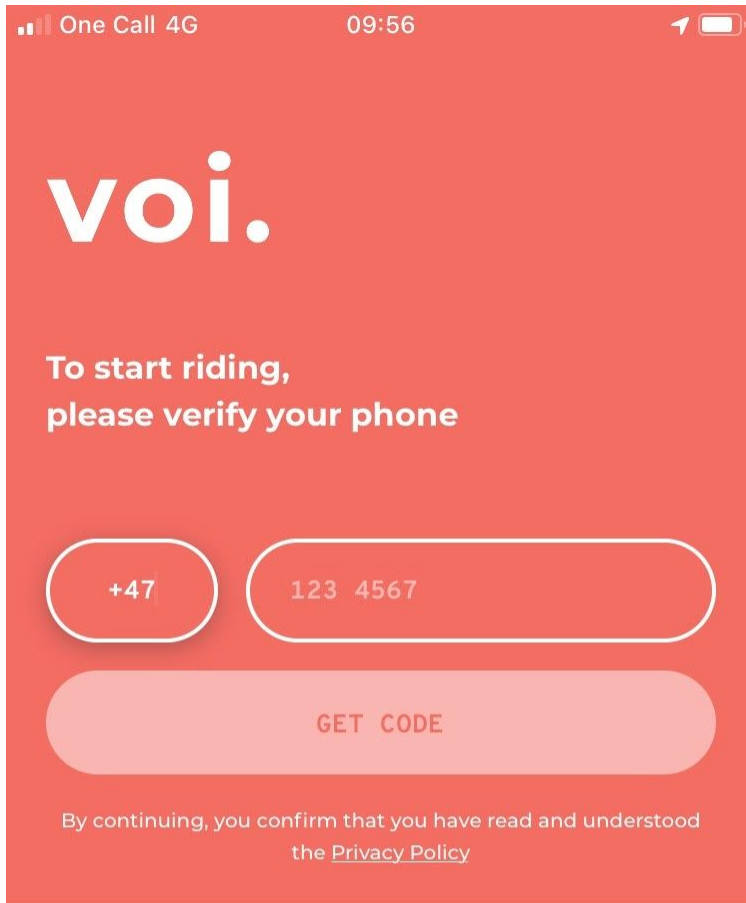 One Call 4G 09:56
voi.
To start riding,
please verify your phone
+47 123 4567
GET CODE
By continuing, you confirm that you have read and understood
the Privacy Policy